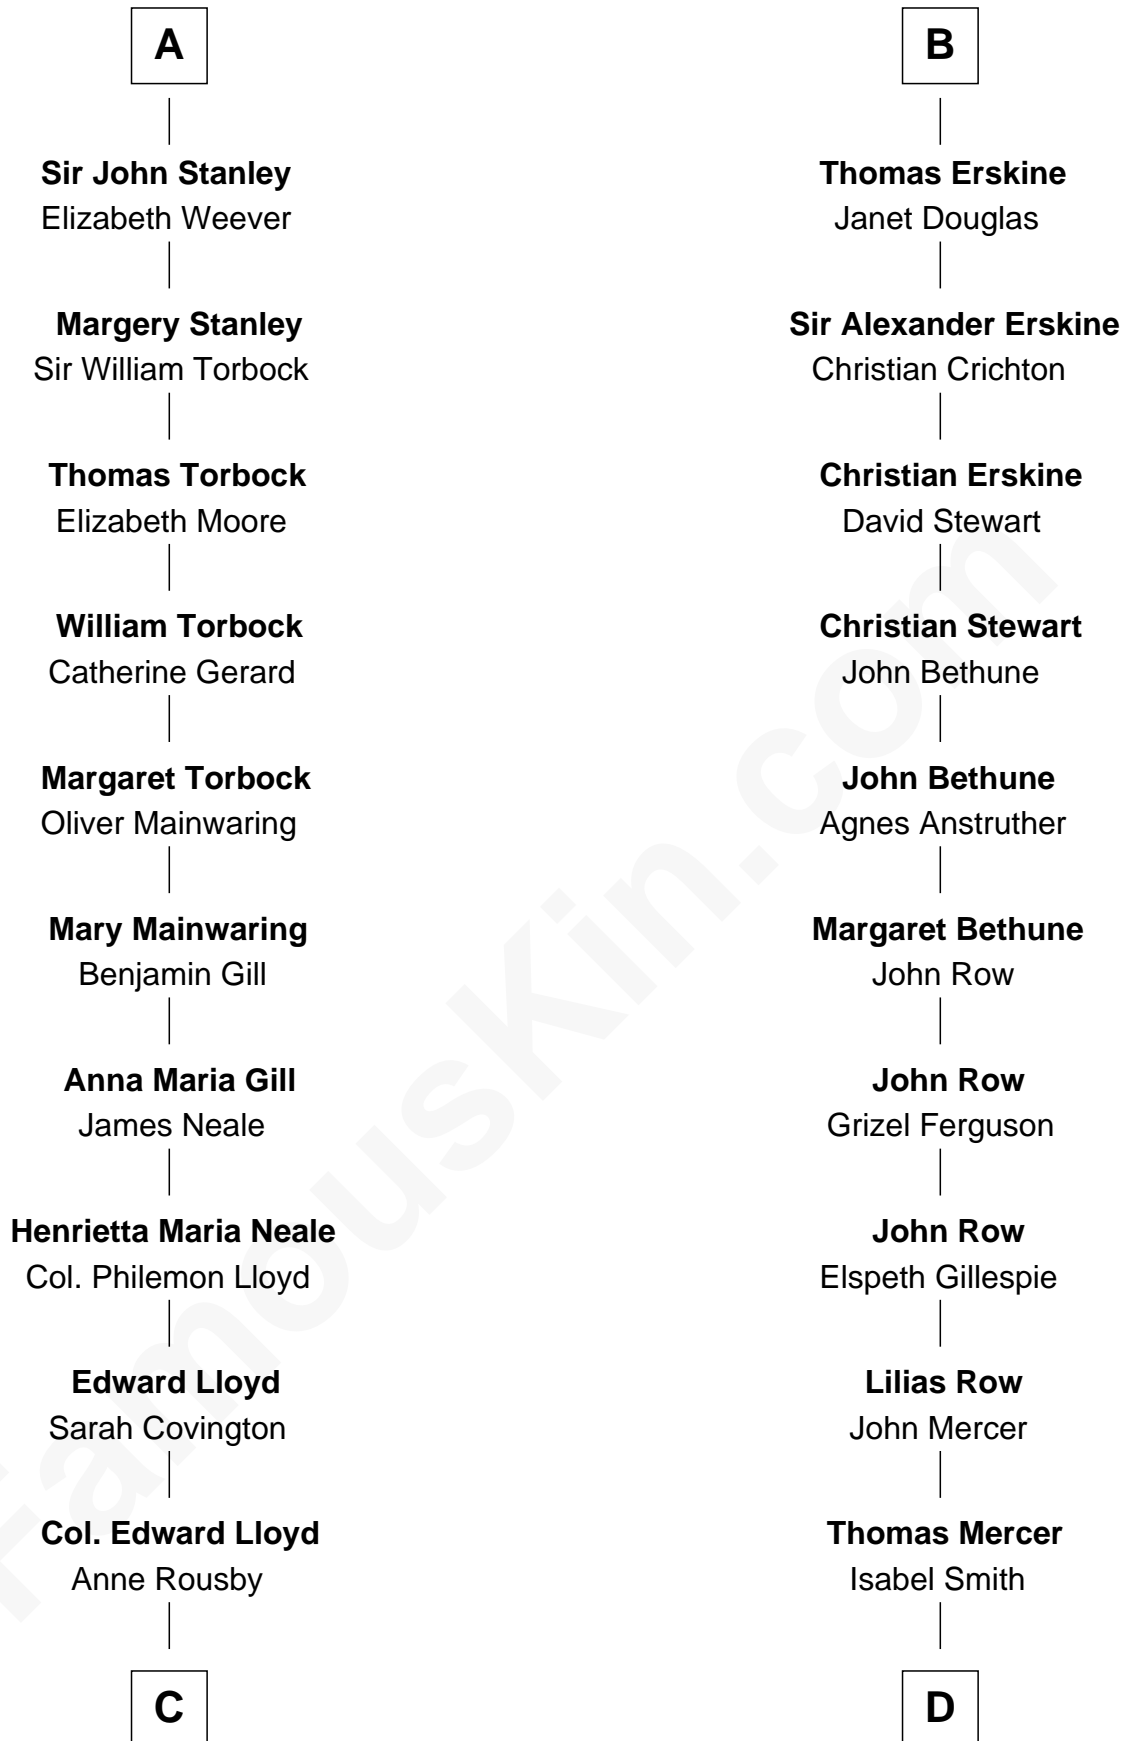 A
Sir John Stanley
Elizabeth Weever
Margery Stanley
Sir William Torbock
Thomas Torbock
Elizabeth Moore
William Torbock
Catherine Gerard
Margaret Torbock
Oliver Mainwaring
Mary Mainwaring
Benjamin Gill
Anna Maria Gill
James Neale
Henrietta Maria Neale
Col. Philemon Lloyd
Edward Lloyd
Sarah Covington
Col. Edward Lloyd
Anne Rousby
C
B
Thomas Erskine
Janet Douglas
Sir Alexander Erskine
Christian Crichton
Christian Erskine
David Stewart
Christian Stewart
John Bethune
John Bethune
Agnes Anstruther
Margaret Bethune
John Row
John Row
Grizel Ferguson
John Row
Elspeth Gillespie
Lilias Row
John Mercer
Thomas Mercer
Isabel Smith
D
FamousKin.com